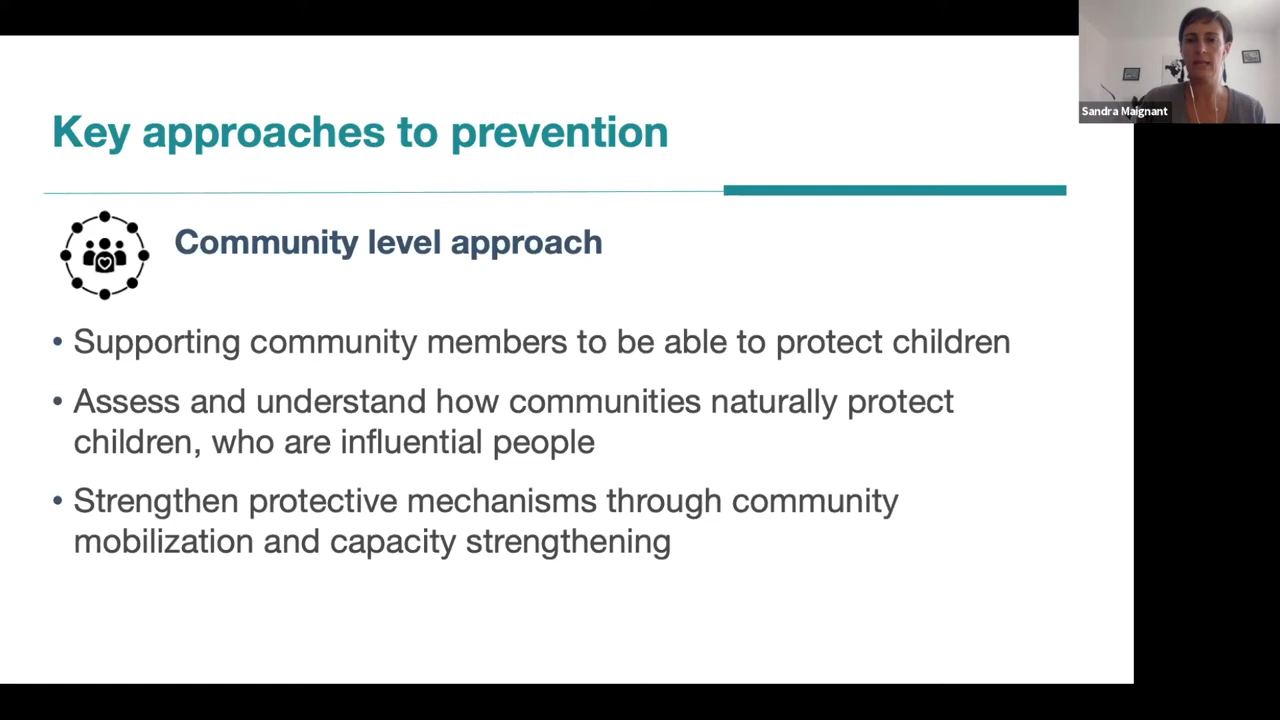 Sandra Maignant
Key approaches to prevention
Community level approach
• Supporting community members to be able to protect children
• Assess and understand how communities naturally protect
children, who are influential people
• Strengthen protective mechanisms through community
mobilization and capacity strengthening